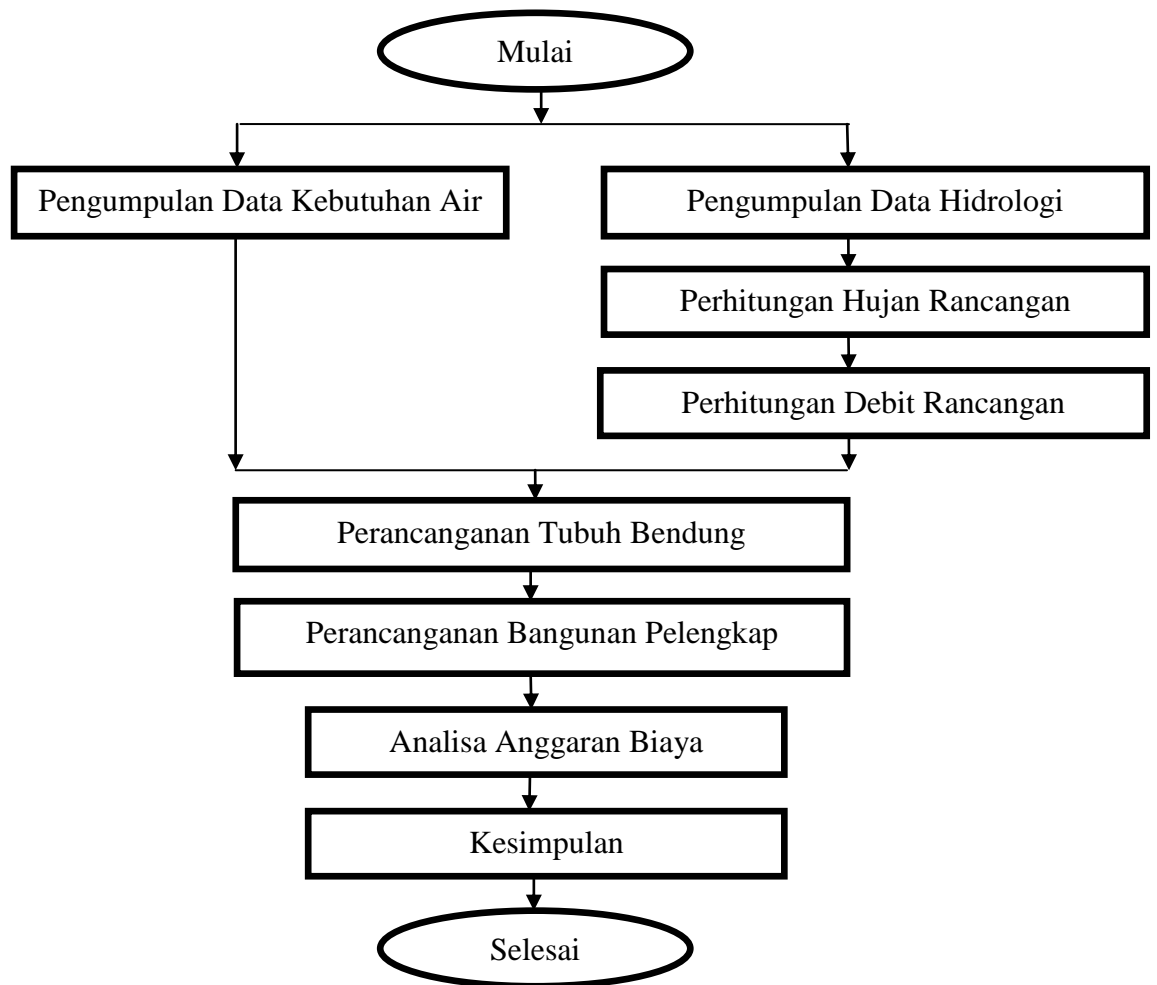 Mulai
Pengumpulan Data Kebutuhan Air
Pengumpulan Data Hidrologi
Perhitungan Hujan Rancangan
Perhitungan Debit Rancangan
Perancanganan Tubuh Bendung
Perancanganan Bangunan Pelengkap
Analisa Anggaran Biaya
Kesimpulan
Selesai